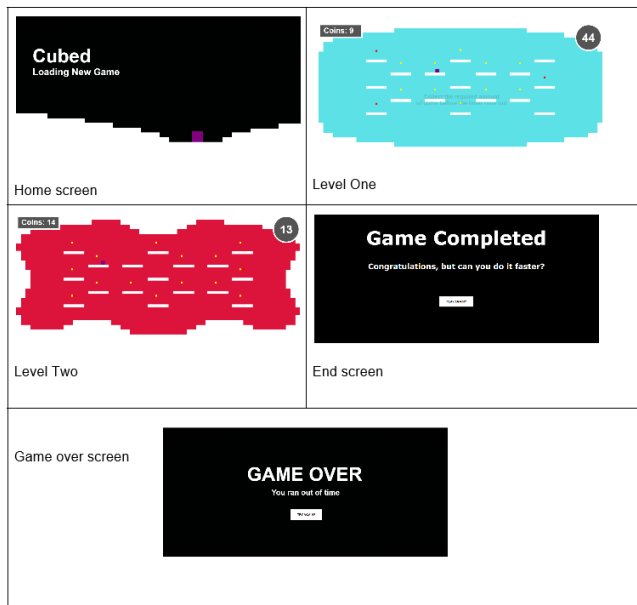 Cubed
Loading New Game
Home screen
Coins: 9
44
Level One
Coins: 14
13
Level Two
Game Completed
Congratulations, but can you do it faster?
End screen
Game over screen
GAME OVER
You ran out of time